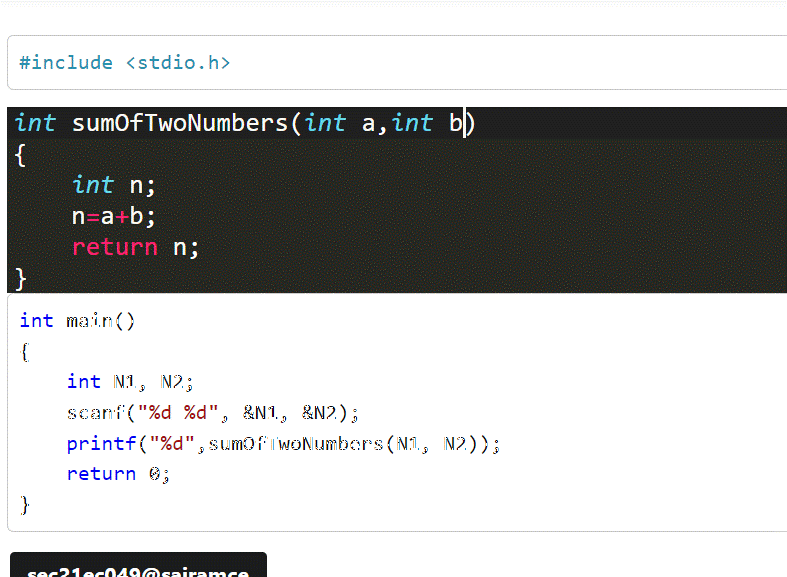 #include <stdio.h>
int sumOfTwoNumbers(int a,int b)
{
    int n;
    n=a+b;
    return n;
}
int main()
{
    int N1, N2;
    scanf("%d %d", &N1, &N2);
    printf("%d",sumOfTwoNumbers(N1, N2));
    return 0;
}
sec21ec049@sairamce